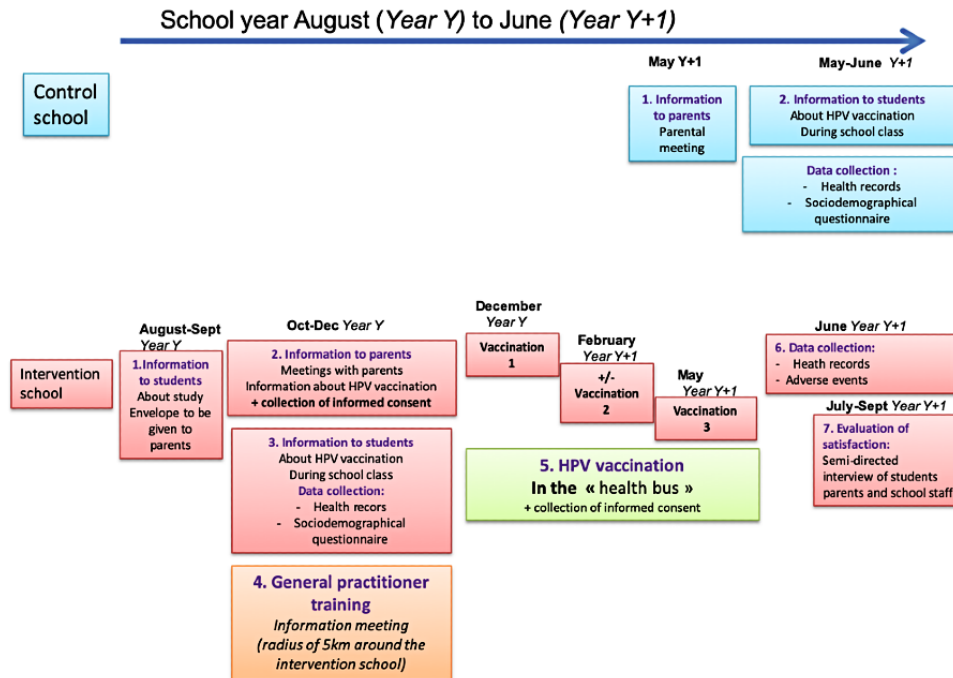 School year August (Year Y) to June (Year Y+1)
Control
school
May Y+1
1. Information
to parents
Parental
meeting
May-June Y+1
2. Information to students
About HPV vaccination
During school class
Data collection :
- Health records
- Sociodemographical
questionnaire
Intervention
school
August-Sept
Year Y
1.Information
to students
About study
Envelope to be
given to
parents
Oct-Dec Year Y
2. Information to parents
Meetings with parents
Information about HPV vaccination
+ collection of informed consent
3. Information to students
About HPV vaccination
During school class
Data collection:
- Health recors
- Sociodemographical
questionnaire
4. General practitioner
training
Information meeting
(radius of 5km around the
intervention school)
December
Year Y
Vaccination
1
February
Year Y+1
+/-
Vaccination
2
May
Year Y+1
Vaccination
3
5. HPV vaccination
In the « health bus »
+ collection of informed consent
June Year Y+1
6. Data collection:
- Heath records
- Adverse events
July-Sept Year Y+1
7. Evaluation of
satisfaction:
Semi-directed
interview of students
parents and school staff